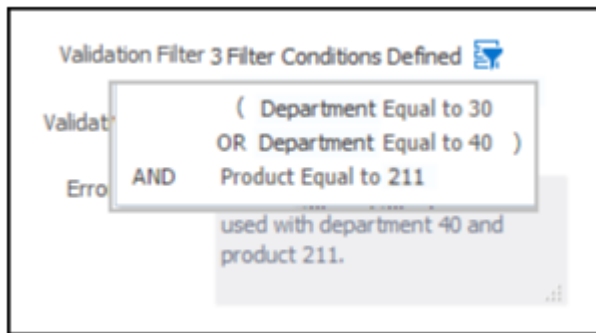 Validation Filter 3 Filter Conditions Defined
Validat
( Department Equal to 30
OR Department Equal to 40 )
AND Product Equal to 211
Erro
used with department 40 and
product 211.